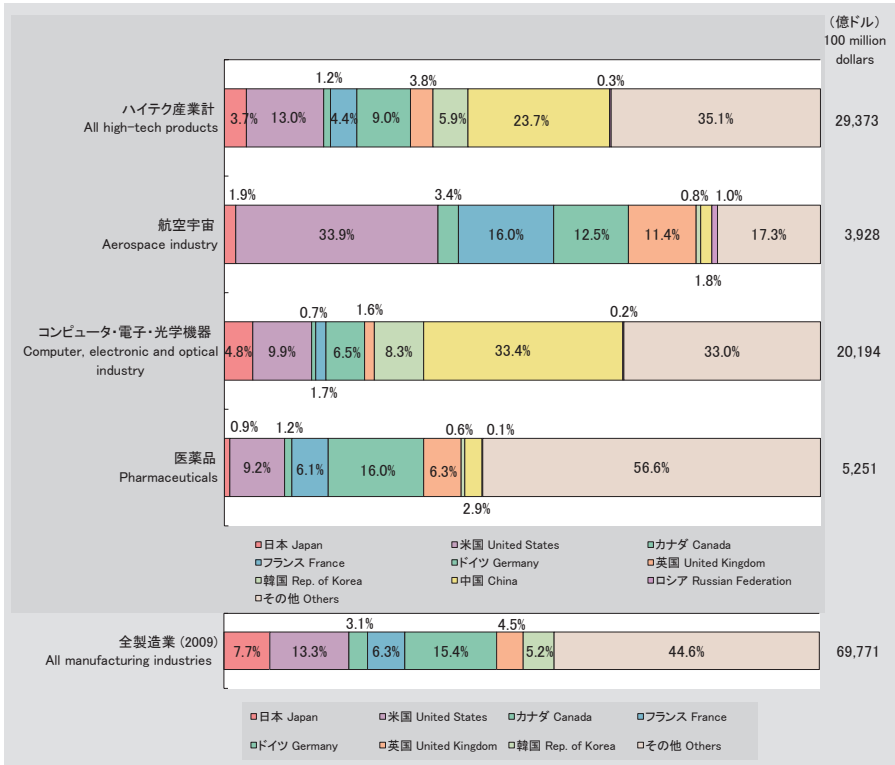 (億ドル)
100 million
dollars
1.2% 3.8% 0.3%
ハイテク産業計
All high-tech products
3.7% 13.0% 4.4% 9.0% 5.9% 23.7% 35.1%
29,373
1.9% 3.4% 0.8% 1.0%
航空宇宙
Aerospace industry
33.9% 16.0% 12.5% 11.4% 17.3%
3,928
1.8%
0.7% 1.6% 0.2%
コンピュータ・電子・光学機器
Computer, electronic and optical
industry
4.8% 9.9% 6.5% 8.3% 33.4% 33.0%
20,194
1.7%
0.9% 1.2% 0.6% 0.1%
医薬品
Pharmaceuticals
9.2% 6.1% 16.0% 6.3% 56.6%
5,251
2.9%
日本 Japan 米国 United States カナダ Canada
フランス France ドイツ Germany 英国 United Kingdom
韓国 Rep. of Korea 中国 China ロシア Russian Federation
その他 Others
3.1% 4.5%
全製造業 (2009)
All manufacturing industries
7.7% 13.3% 6.3% 15.4% 5.2% 44.6%
69,771
日本 Japan 米国 United States カナダ Canada フランス France
ドイツ Germany 英国 United Kingdom 韓国 Rep. of Korea その他 Others